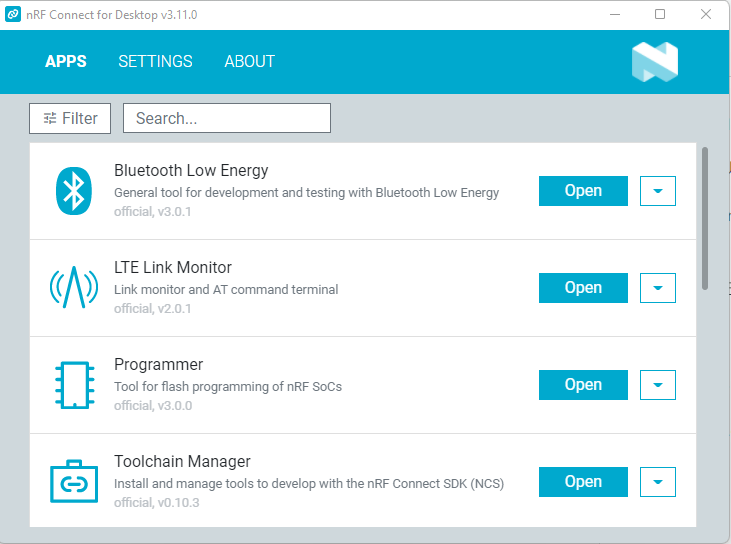 nRF Connect for Desktop v3.11.0
APPS SETTINGS ABOUT
Filter
Search...
Bluetooth Low Energy
General tool for development and testing with Bluetooth Low Energy
official, v3.0.1
Open
LTE Link Monitor
Link monitor and AT command terminal
official, v2.0.1
Open
Programmer
Tool for flash programming of nRF SoCs
official, v3.0.0
Open
Toolchain Manager
Install and manage tools to develop with the nRF Connect SDK (NCS)
official, v0.10.3
Open